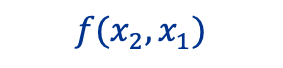 f(x₂, x₁)